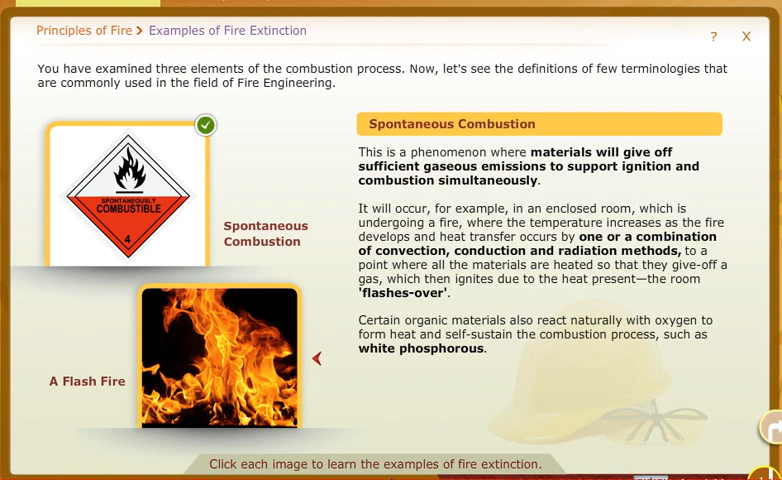 Principles of Fire > Examples of Fire Extinction
? X
You have examined three elements of the combustion process. Now, let's see the definitions of few terminologies that
are commonly used in the field of Fire Engineering.
SPONTANEOUSLY
COMBUSTIBLE
4
Spontaneous
Combustion
A Flash Fire
Spontaneous Combustion
This is a phenomenon where materials will give off
sufficient gaseous emissions to support ignition and
combustion simultaneously.
It will occur, for example, in an enclosed room, which is
undergoing a fire, where the temperature increases as the fire
develops and heat transfer occurs by one or a combination
of convection, conduction and radiation methods, to a
point where all the materials are heated so that they give-off a
gas, which then ignites due to the heat present—the room
'flashes-over'.
Certain organic materials also react naturally with oxygen to
form heat and self-sustain the combustion process, such as
white phosphorous.
Click each image to learn the examples of fire extinction.